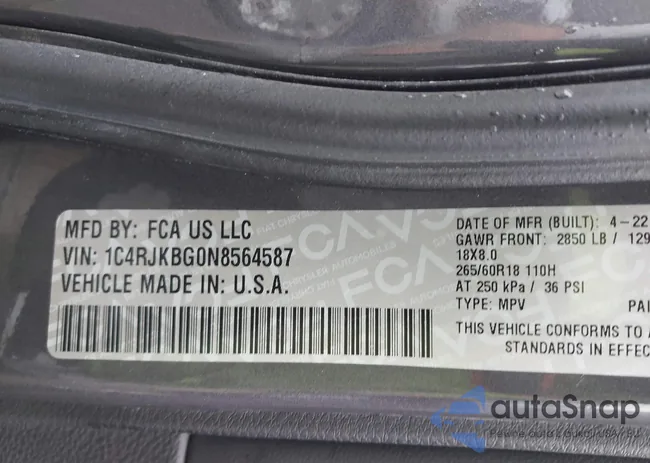 MFD BY: FCA US LLC
VIN: 1C4RJKBG0N8564587
VEHICLE MADE IN: U.S.A.
DATE OF MFR (BUILT): 4-22
GAWR FRONT: 2850 LB / 129
18X8.0
265/60R18 110H
AT 250 kPa / 36 PSI
TYPE: MPV PAI
THIS VEHICLE CONFORMS TO A
STANDARDS IN EFFEC
autoSnap